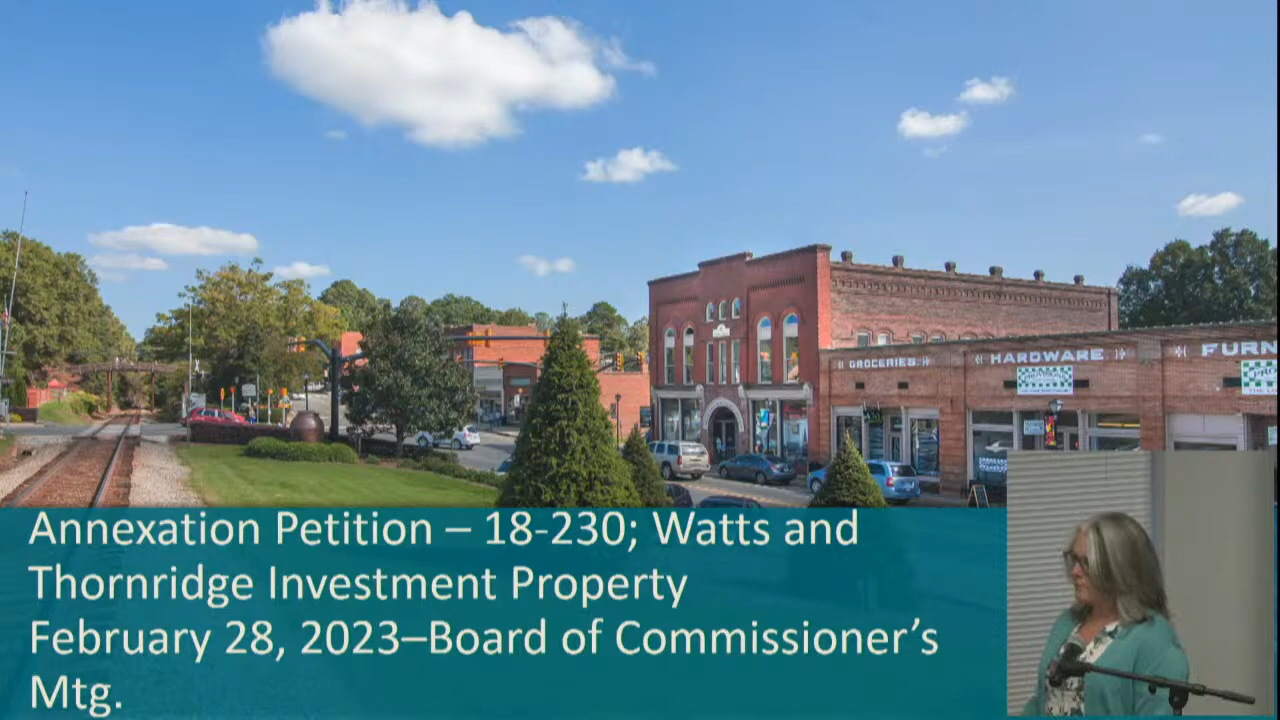 GROCERIES
HARDWARE
FURN
Annexation Petition – 18-230; Watts and
Thornridge Investment Property
February 28, 2023–Board of Commissioner's
Mtg.